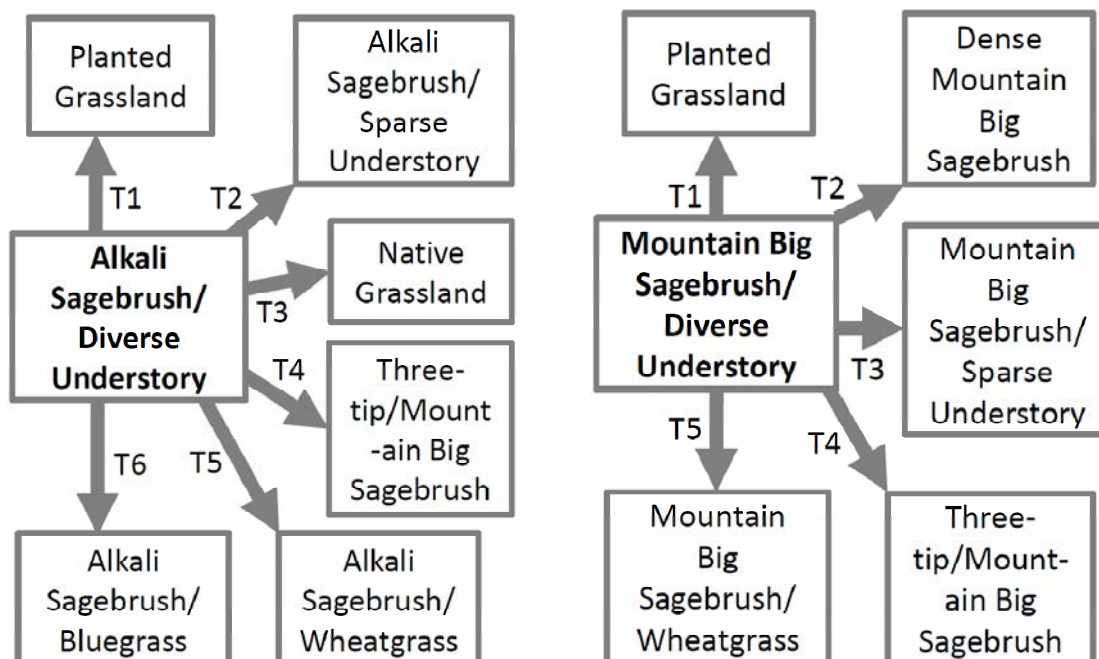 Planted
Grassland
Alkali
Sagebrush/
Sparse
Understory
T1
T2
Alkali
Sagebrush/
Diverse
Understory
T3
Native
Grassland
T4
Three-
tip/Mount
-ain Big
Sagebrush
T6
T5
Alkali
Sagebrush/
Bluegrass
Alkali
Sagebrush/
Wheatgrass
Planted
Grassland
Dense
Mountain
Big
Sagebrush
T1
T2
Mountain Big
Sagebrush/
Diverse
Understory
T3
Mountain
Big
Sagebrush/
Sparse
Understory
T5
T4
Mountain
Big
Sagebrush/
Wheatgrass
Three-
tip/Mount-
ain Big
Sagebrush